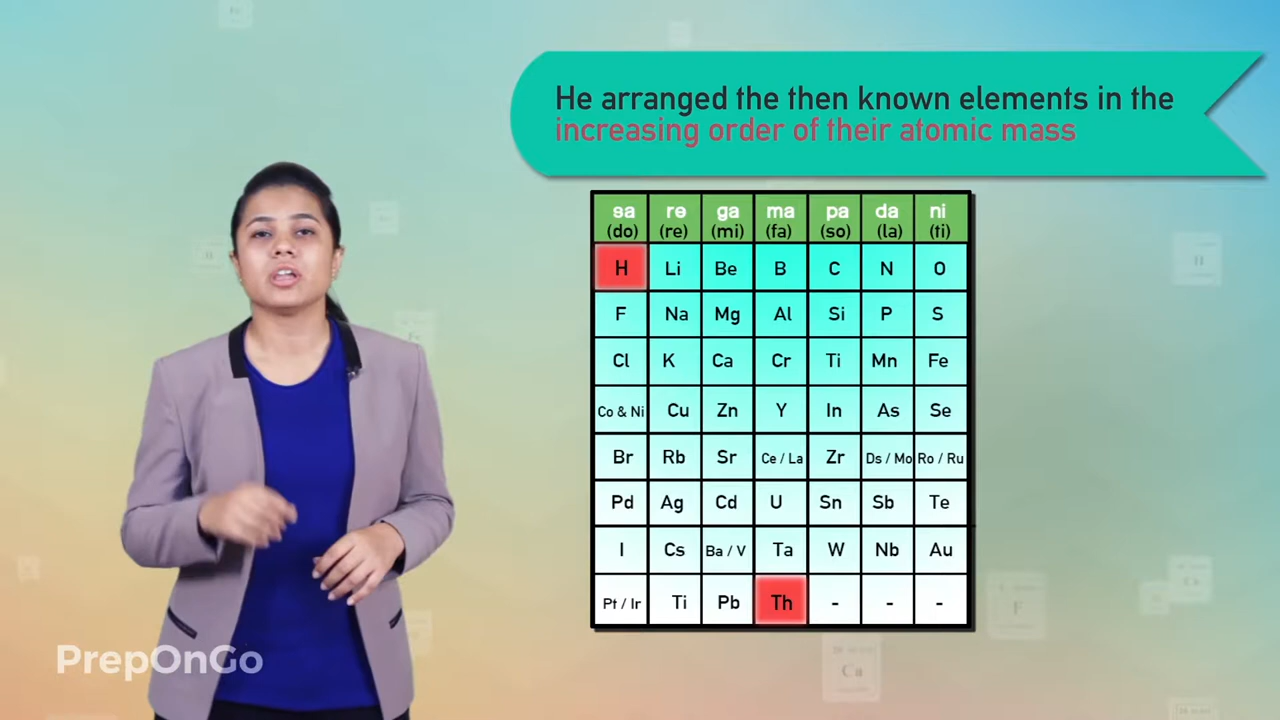 He arranged the then known elements in the
increasing order of their atomic mass
sa re ga ma pa da ni
(do) (re) (mi) (fa) (so) (la) (ti)
H Li Be B C N O
F Na Mg Al Si P S
Cl K Ca Cr Ti Mn Fe
Co & Ni Cu Zn Y In As Se
Br Rb Sr Ce / La Zr Ds / Mo Ro / Ru
Pd Ag Cd U Sn Sb Te
I Cs Ba / V Ta W Nb Au
Pt / Ir Ti Pb Th - - -
PrepOnGo
F
Ca